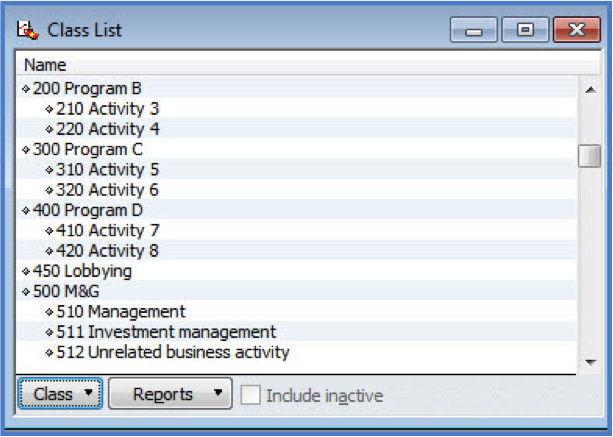 Class List
Name
200 Program B
210 Activity 3
220 Activity 4
300 Program C
310 Activity 5
320 Activity 6
400 Program D
410 Activity 7
420 Activity 8
450 Lobbying
500 M&G
510 Management
511 Investment management
512 Unrelated business activity
Class Reports Include inactive